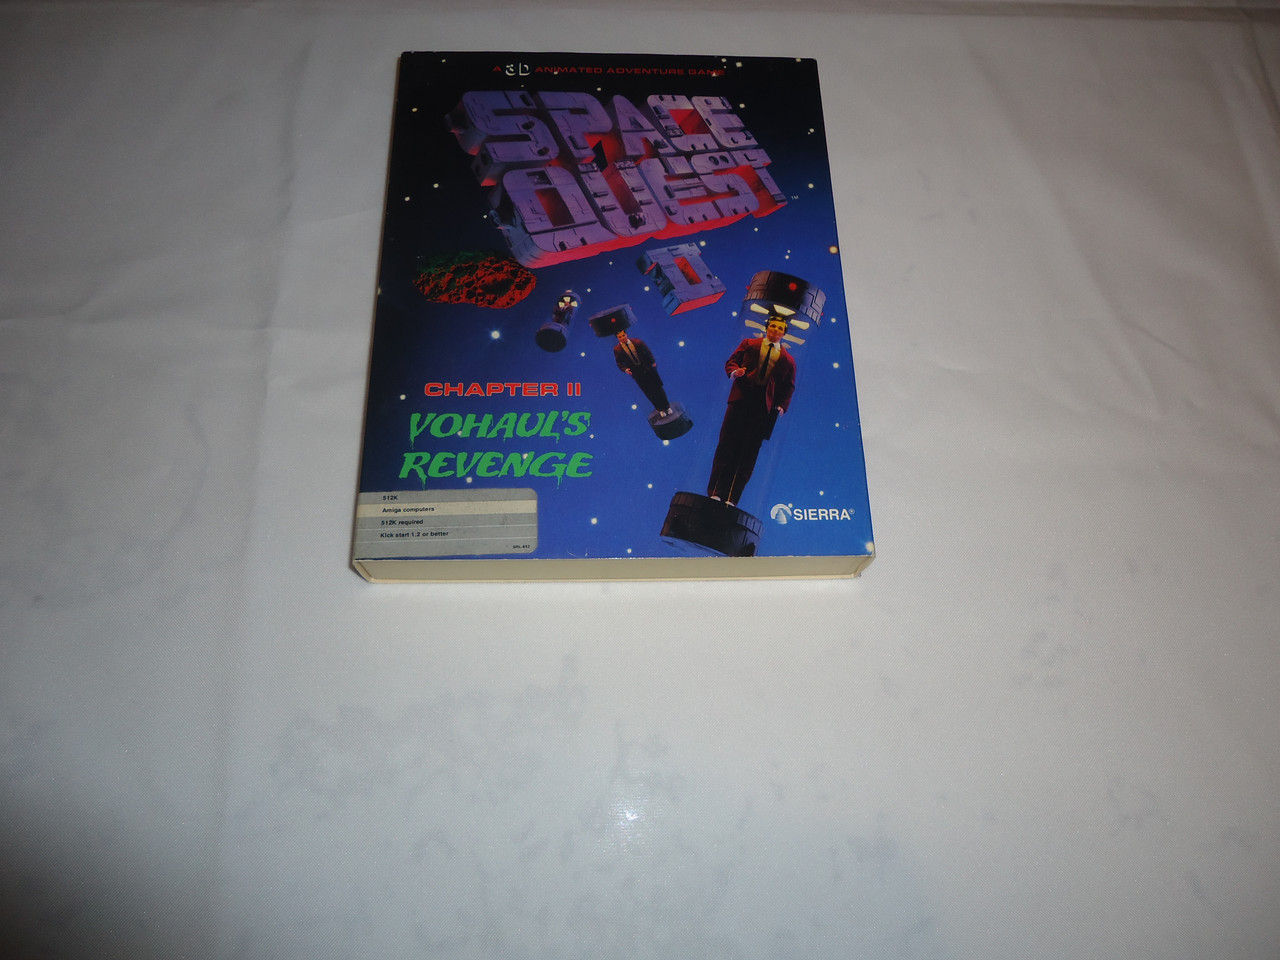 A 3D ANIMATED ADVENTURE GAME
SPACE
QUEST
II
TM
CHAPTER II
VOHAUL'S
REVENGE
512K
Amiga computers
512K required
Kick start 1.2 or better
SIERRA®